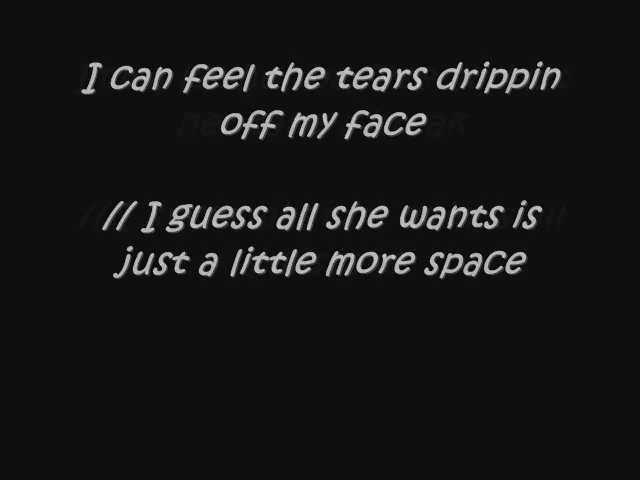 I can feel the tears drippin
off my face
// I guess all she wants is
just a little more space